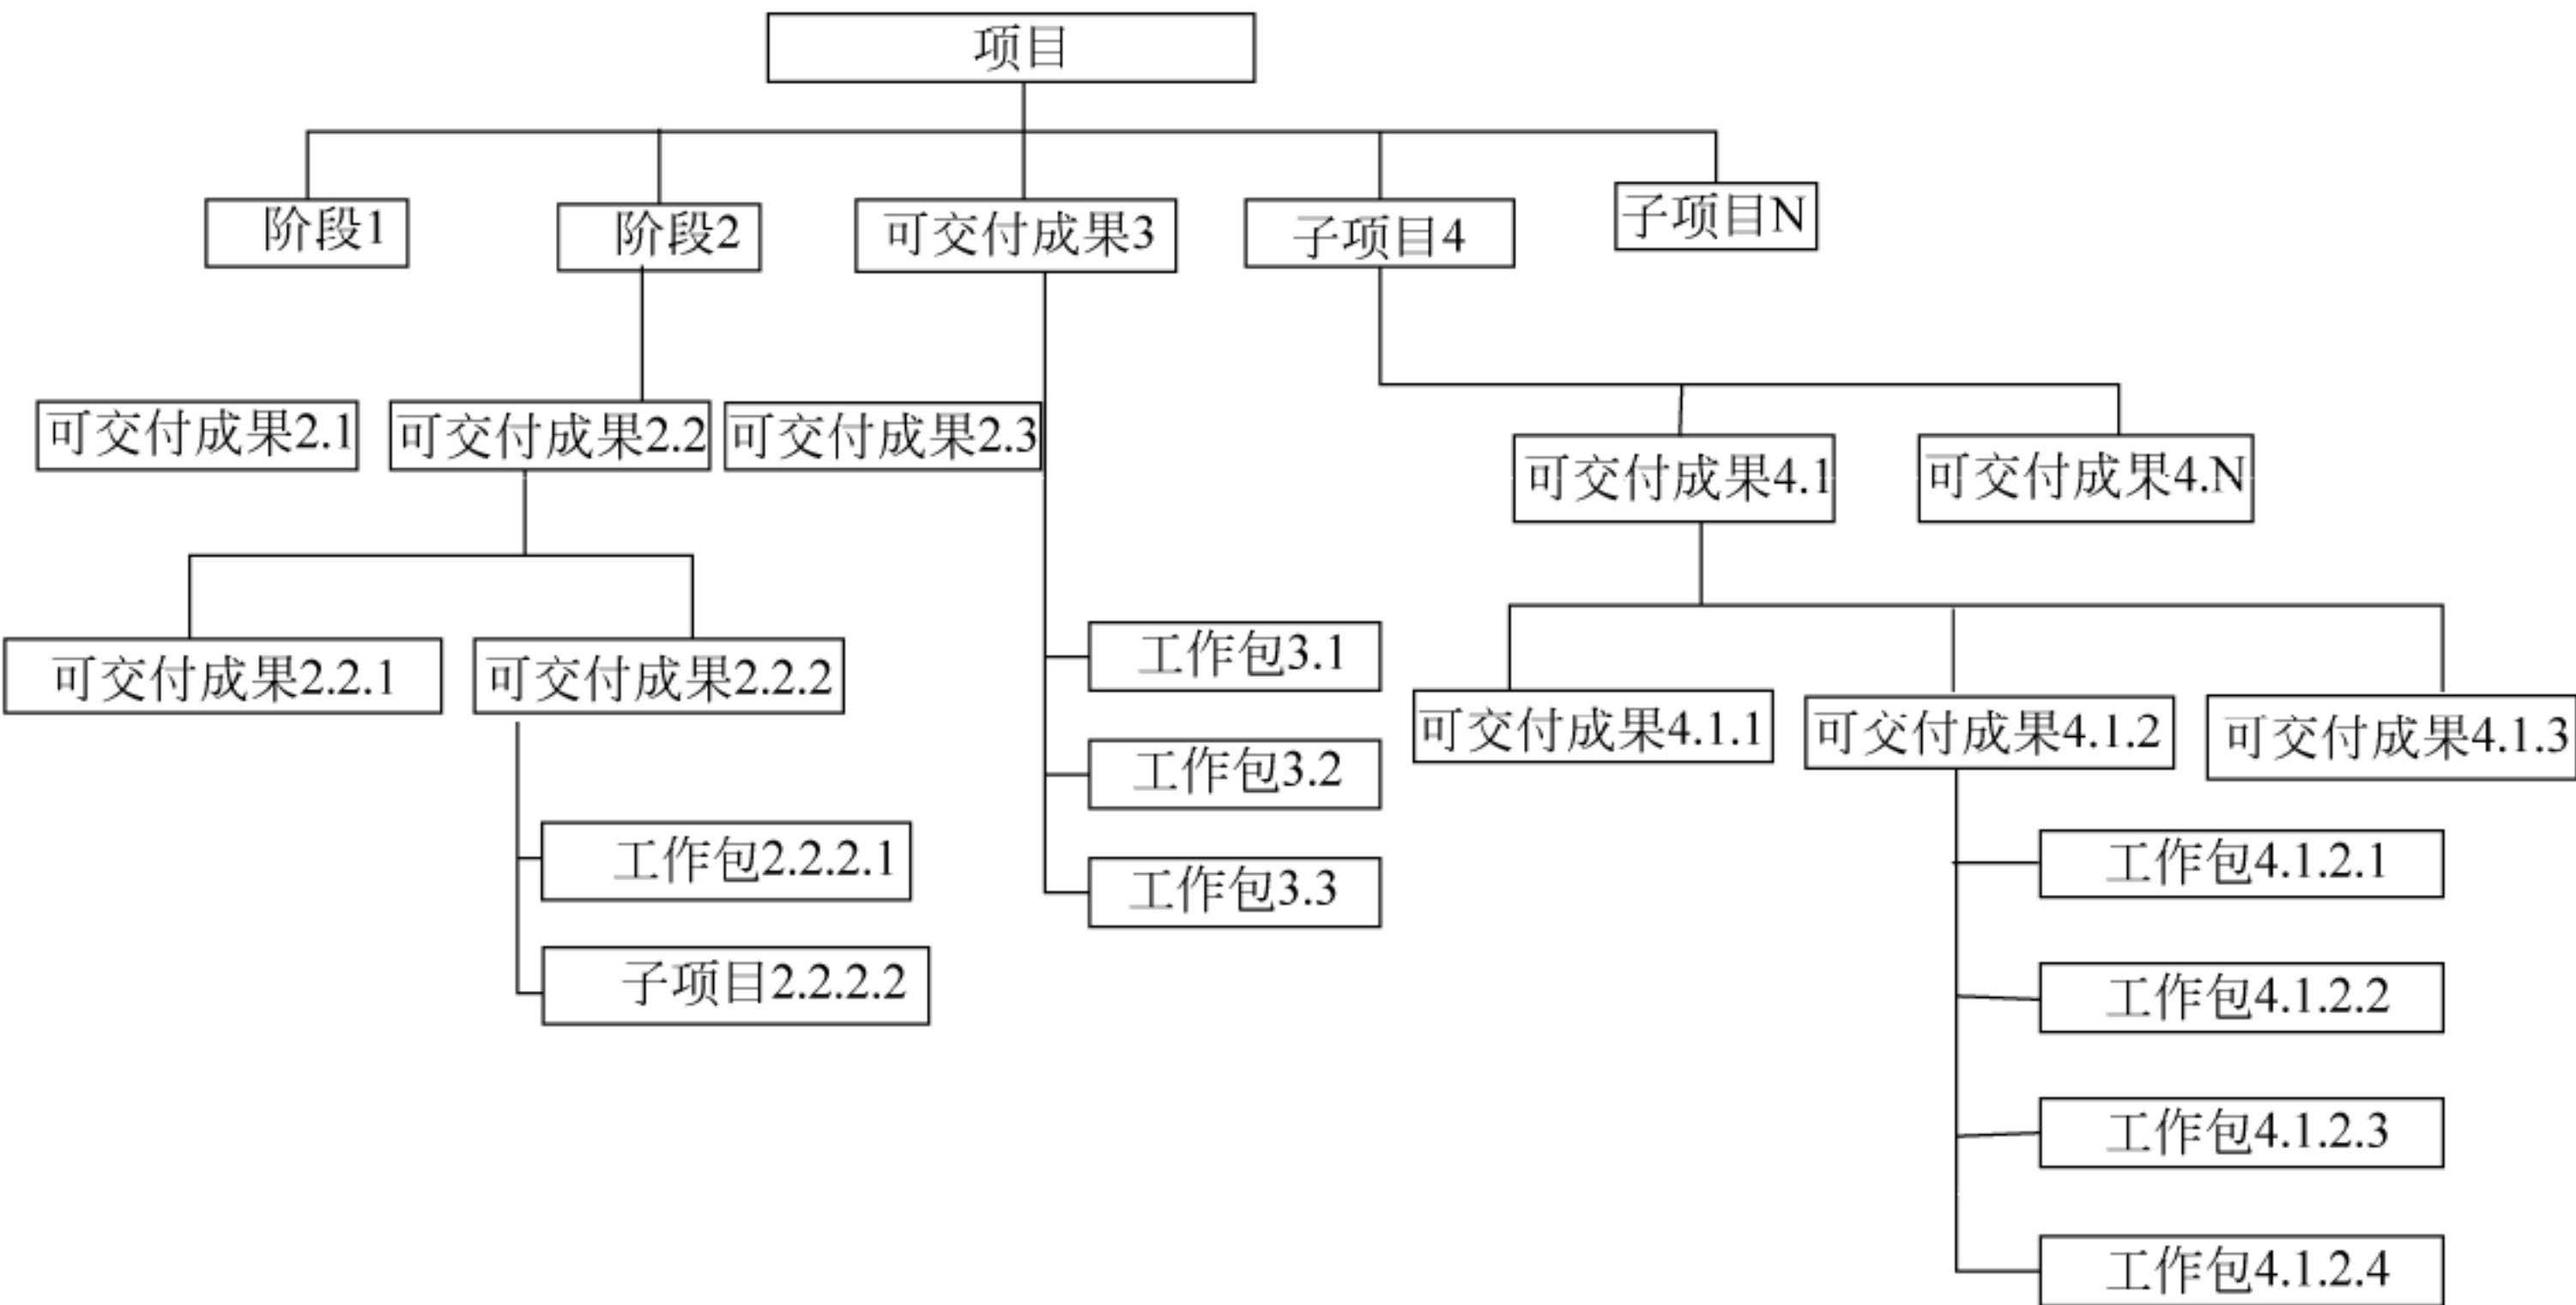 项目
阶段1
阶段2
可交付成果3
子项目4
子项目N
可交付成果2.1
可交付成果2.2
可交付成果2.3
可交付成果4.1
可交付成果4.N
可交付成果2.2.1
可交付成果2.2.2
工作包3.1
可交付成果4.1.1
可交付成果4.1.2
可交付成果4.1.3
工作包3.2
工作包2.2.2.1
工作包3.3
工作包4.1.2.1
子项目2.2.2.2
工作包4.1.2.2
工作包4.1.2.3
工作包4.1.2.4